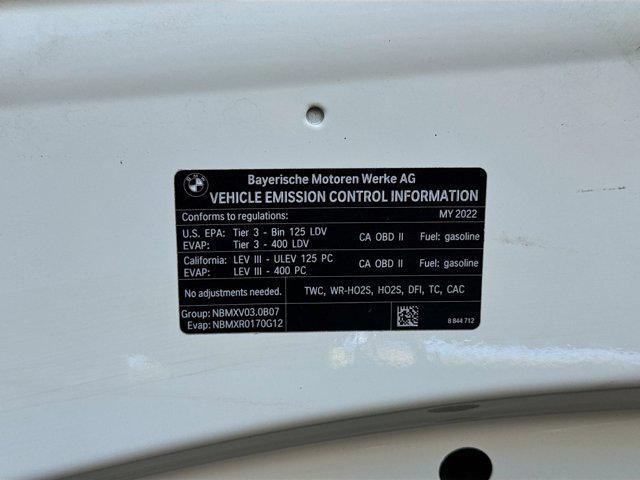 BMW
Bayerische Motoren Werke AG
VEHICLE EMISSION CONTROL INFORMATION
Conforms to regulations: MY 2022
U.S. EPA: Tier 3 - Bin 125 LDV CA OBD II Fuel: gasoline
EVAP: Tier 3 - 400 LDV
California: LEV III - ULEV 125 PC CA OBD II Fuel: gasoline
EVAP: LEV III - 400 PC
No adjustments needed. TWC, WR-HO2S, HO2S, DFI, TC, CAC
Group: NBMXV03.0B07
Evap: NBMXR0170G12
8 844 712